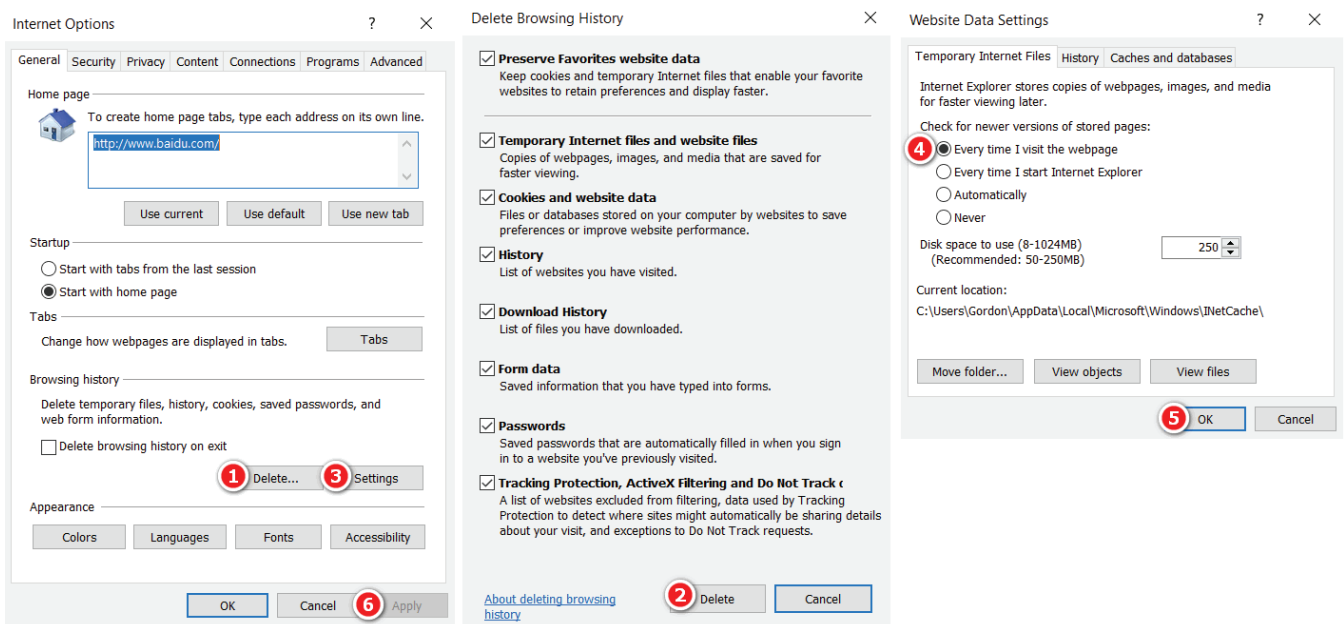 Internet Options
?
×
General Security Privacy Content Connections Programs Advanced
Home page
To create home page tabs, type each address on its own line.
http://www.baidu.com/
Use current Use default Use new tab
Startup
Start with tabs from the last session
Start with home page
Tabs
Change how webpages are displayed in tabs. Tabs
Browsing history
Delete temporary files, history, cookies, saved passwords, and
web form information.
Delete browsing history on exit
1 Delete... 3 Settings
Appearance
Colors Languages Fonts Accessibility
OK Cancel 6 Apply
Delete Browsing History
×
Preserve Favorites website data
Keep cookies and temporary Internet files that enable your favorite
websites to retain preferences and display faster.
Temporary Internet files and website files
Copies of webpages, images, and media that are saved for
faster viewing.
Cookies and website data
Files or databases stored on your computer by websites to save
preferences or improve website performance.
History
List of websites you have visited.
Download History
List of files you have downloaded.
Form data
Saved information that you have typed into forms.
Passwords
Saved passwords that are automatically filled in when you sign
in to a website you've previously visited.
Tracking Protection, ActiveX Filtering and Do Not Track
A list of websites excluded from filtering, data used by Tracking
Protection to detect where sites might automatically be sharing details
about your visit, and exceptions to Do Not Track requests.
About deleting browsing
history
2 Delete Cancel
Website Data Settings
?
×
Temporary Internet Files History Caches and databases
Internet Explorer stores copies of webpages, images, and media
for faster viewing later.
Check for newer versions of stored pages:
4 Every time I visit the webpage
Every time I start Internet Explorer
Automatically
Never
Disk space to use (8-1024MB) 250
(Recommended: 50-250MB)
Current location:
C:\Users\Gordon\AppData\Local\Microsoft\Windows\INetCache\
Move folder... View objects View files
5 OK Cancel